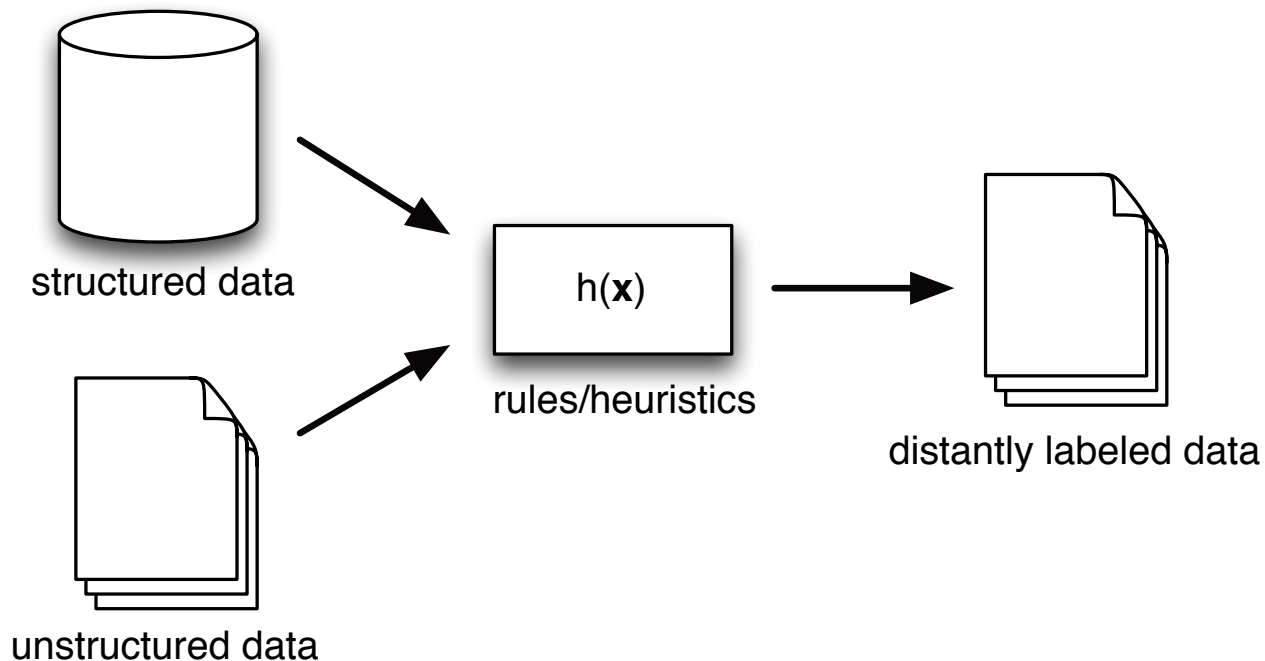 structured data
h(x)
rules/heuristics
distantly labeled data
unstructured data